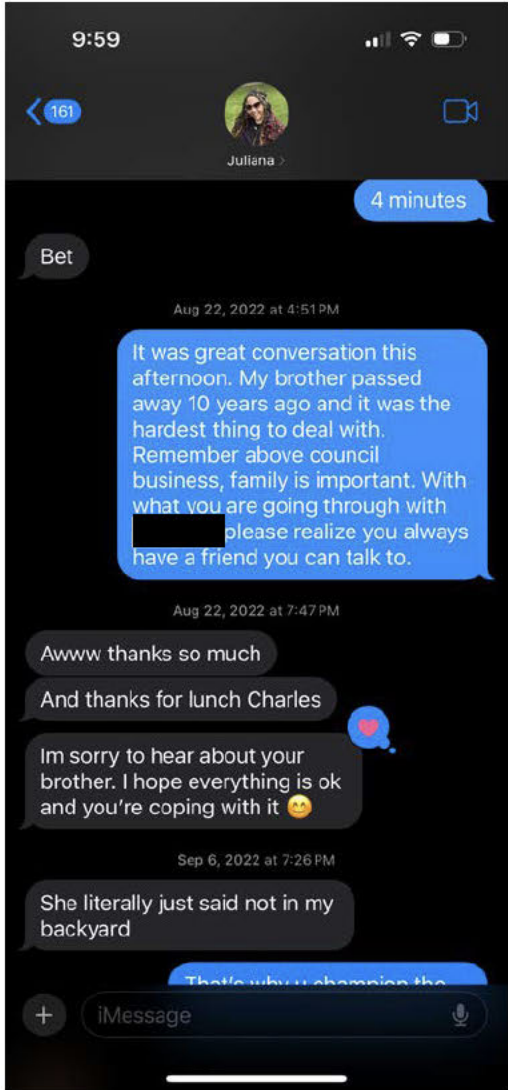 9:59
161
Juliana
4 minutes
Bet
Aug 22, 2022 at 4:51 PM
It was great conversation this
afternoon. My brother passed
away 10 years ago and it was the
hardest thing to deal with.
Remember above council
business, family is important. With
what you are going through with
please realize you always
have a friend you can talk to.
Aug 22, 2022 at 7:47 PM
Awww thanks so much
And thanks for lunch Charles
Im sorry to hear about your
brother. I hope everything is ok
and you're coping with it 😊
Sep 6, 2022 at 7:26 PM
She literally just said not in my
backyard
That's why u champion the
iMessage